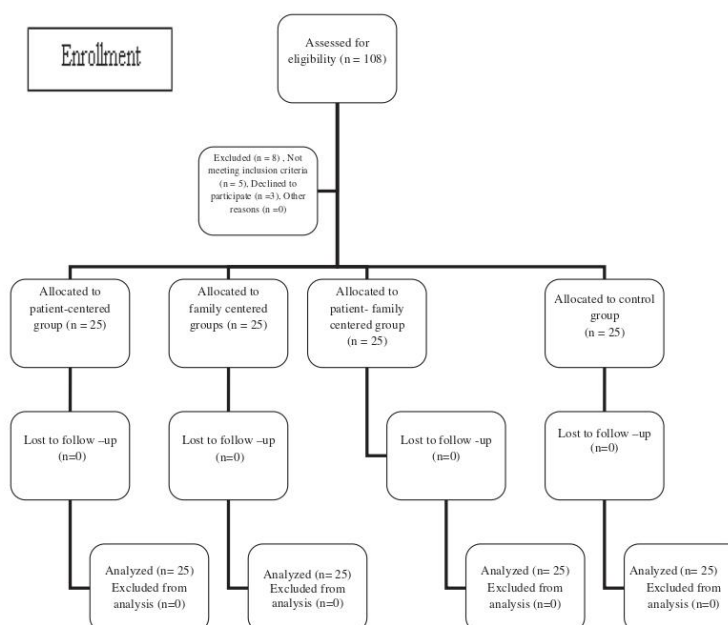 Enrollment
Assessed for
eligibility (n = 108)
Excluded (n = 8) , Not
meeting inclusion criteria
(n = 5), Declined to
participate (n =3), Other
reasons (n =0)
Allocated to
patient-centered
group (n = 25)
Allocated to
family centered
groups (n = 25)
Allocated to
patient- family
centered group
(n = 25)
Allocated to control
group
(n = 25)
Lost to follow –up
(n=0)
Lost to follow –up
(n=0)
Lost to follow -up
(n=0)
Lost to follow –up
(n=0)
Analyzed (n= 25)
Excluded from
analysis (n=0)
Analyzed (n= 25)
Excluded from
analysis (n=0)
Analyzed (n= 25)
Excluded from
analysis (n=0)
Analyzed (n= 25)
Excluded from
analysis (n=0)